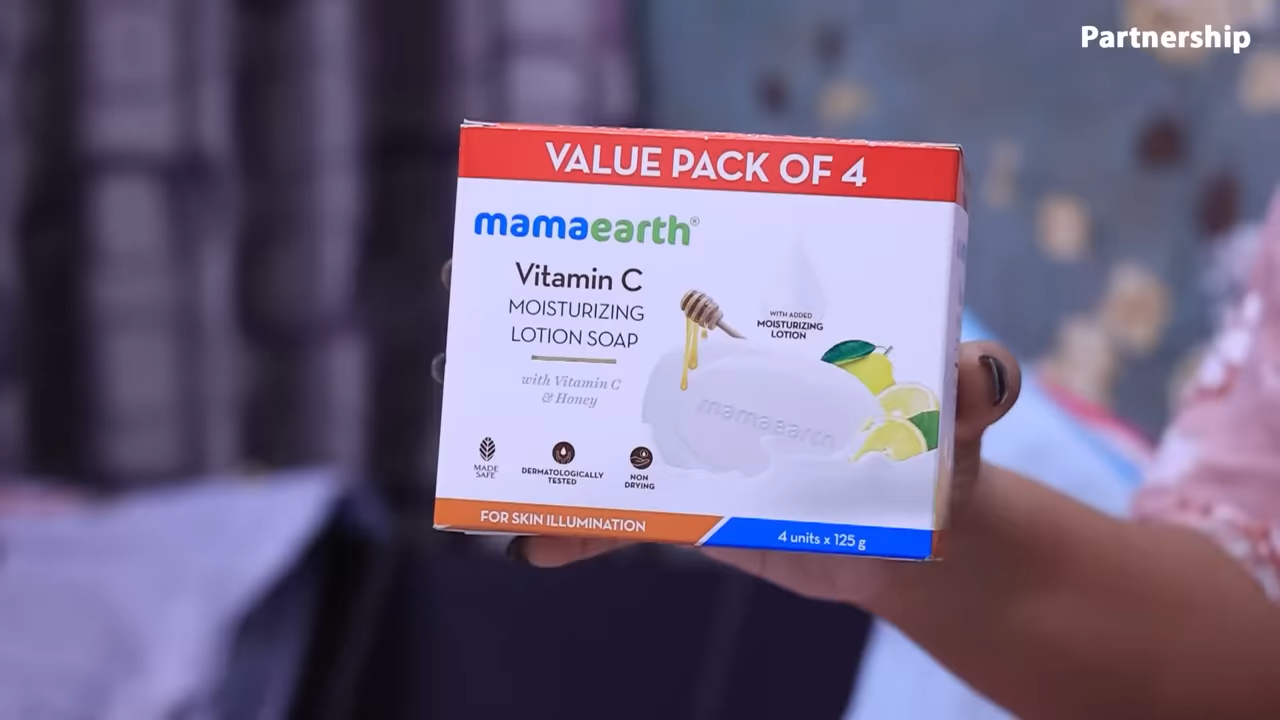 Partnership
VALUE PACK OF 4
mamaearth®
Vitamin C
MOISTURIZING
LOTION SOAP
with Vitamin C
& Honey
WITH ADDED
MOISTURIZING
LOTION
mamaearth
MADE
SAFE
DERMATOLOGICALLY
TESTED
NON
DRYING
FOR SKIN ILLUMINATION
4 units x 125 g